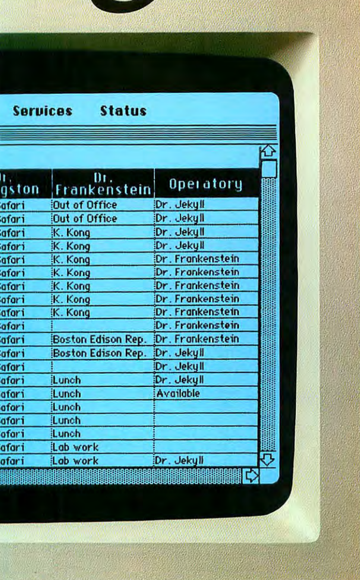 Services Status
r. Dr.
gston Frankenstein Operatory
afari Out of Office Dr. Jekyll
afari Out of Office Dr. Jekyll
afari K. Kong Dr. Jekyll
afari K. Kong Dr. Jekyll
afari K. Kong Dr. Frankenstein
afari K. Kong Dr. Frankenstein
afari K. Kong Dr. Frankenstein
afari K. Kong Dr. Frankenstein
afari K. Kong Dr. Frankenstein
afari Dr. Frankenstein
afari Boston Edison Rep. Dr. Frankenstein
afari Boston Edison Rep. Dr. Jekyll
afari Dr. Jekyll
afari Lunch Dr. Jekyll
afari Lunch Available
afari Lunch
afari Lunch
afari Lunch
afari Lab work
afari Lab work Dr. Jekyll